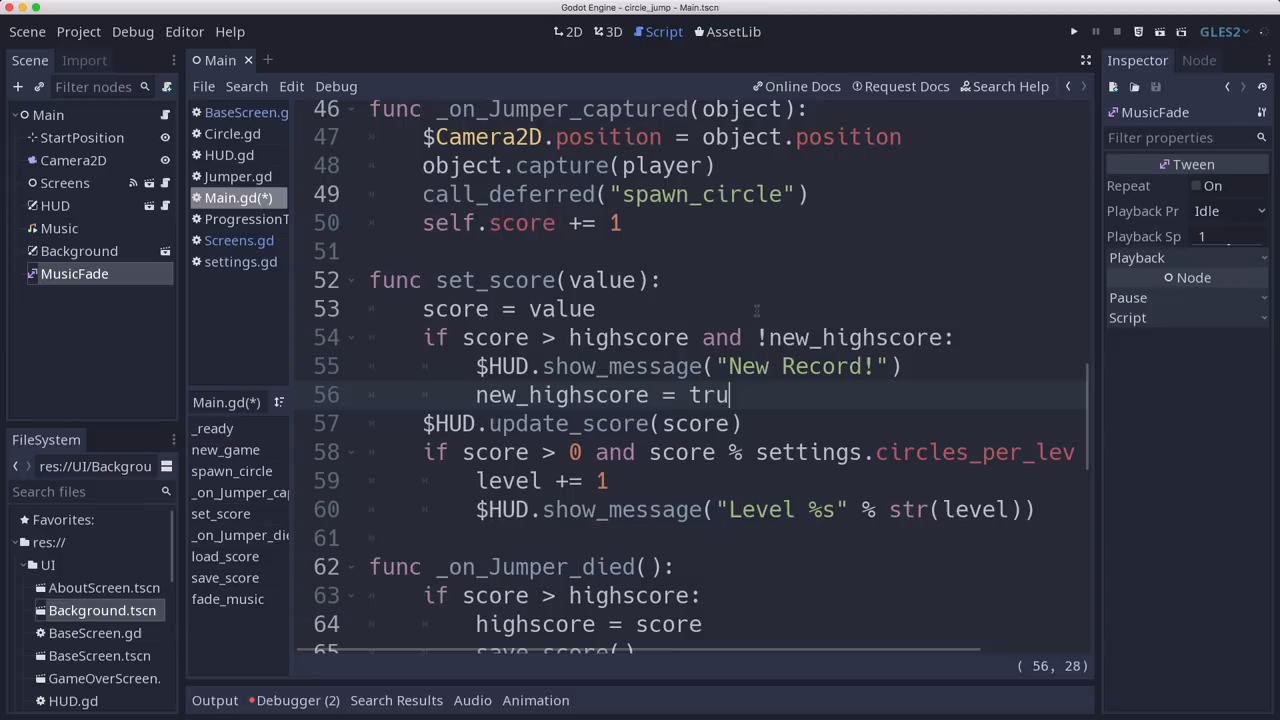 Godot Engine - circle_jump - Main.tscn
Scene Project Debug Editor Help
2D 3D Script AssetLib
GLES2
Scene Import
Filter nodes
Main
StartPosition
Camera2D
Screens
HUD
Music
Background
MusicFade
FileSystem
res://UI/Backgrou
Search files
Favorites:
res://
UI
AboutScreen.tscn
Background.tscn
BaseScreen.gd
BaseScreen.tscn
GameOverScreen.
HUD.gd
Main
File Search Edit Debug
Online Docs Request Docs Search Help
BaseScreen.g
Circle.gd
HUD.gd
Jumper.gd
Main.gd(*)
ProgressionT
Screens.gd
settings.gd
Main.gd(*)
_ready
new_game
spawn_circle
_on_Jumper_ca
set_score
_on_Jumper_die
load_score
save_score
fade_music
46 func _on_Jumper_captured(object):
47 $Camera2D.position = object.position
48 object.capture(player)
49 call_deferred("spawn_circle")
50 self.score += 1
51
52 func set_score(value):
53 score = value
54 if score > highscore and !new_highscore:
55 $HUD.show_message("New Record!")
56 new_highscore = tru
57 $HUD.update_score(score)
58 if score > 0 and score % settings.circles_per_lev
59 level += 1
60 $HUD.show_message("Level %s" % str(level))
61
62 func _on_Jumper_died():
63 if score > highscore:
64 highscore = score
65 save_score()
( 56, 28)
Output Debugger (2) Search Results Audio Animation
Inspector Node
MusicFade
Filter properties
Tween
Repeat On
Playback Pr Idle
Playback Sp 1
Playback
Node
Pause
Script